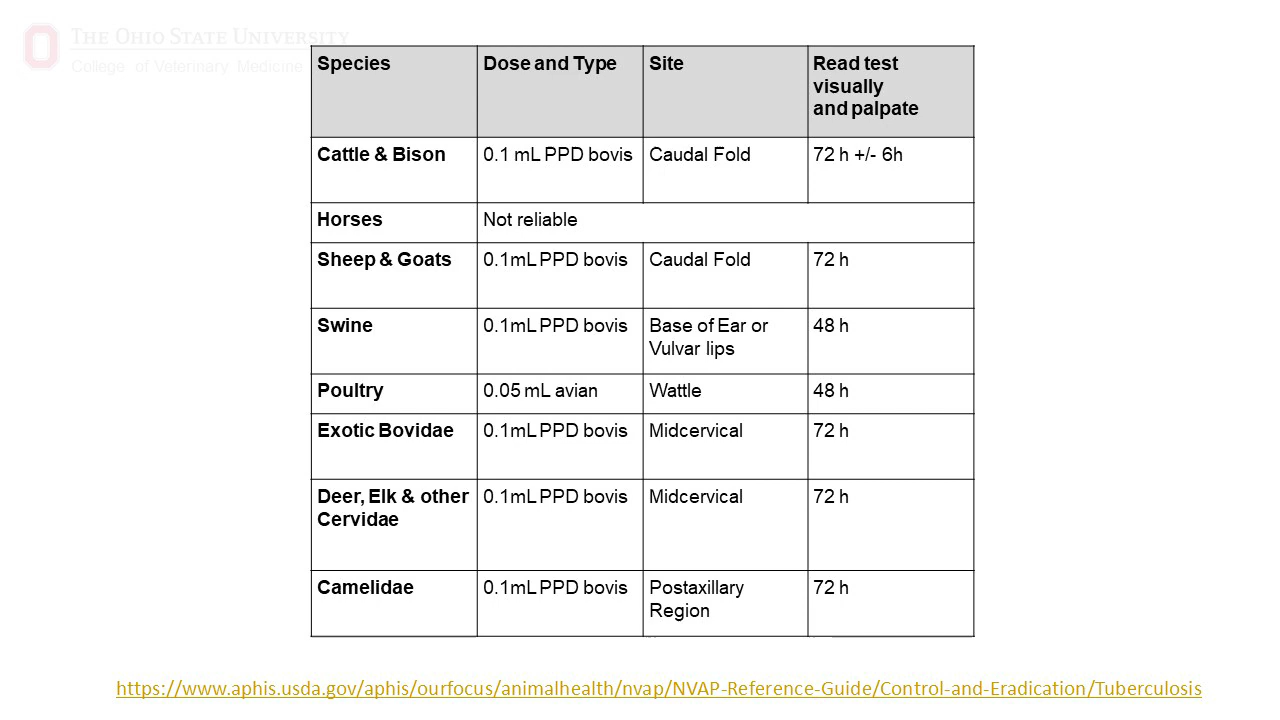 THE OHIO STATE UNIVERSITY
College of Veterinary Medicine
Species Dose and Type Site Read test
visually
and palpate
Cattle & Bison 0.1 mL PPD bovis Caudal Fold 72 h +/- 6h
Horses Not reliable
Sheep & Goats 0.1mL PPD bovis Caudal Fold 72 h
Swine 0.1mL PPD bovis Base of Ear or 48 h
Vulvar lips
Poultry 0.05 mL avian Wattle 48 h
Exotic Bovidae 0.1mL PPD bovis Midcervical 72 h
Deer, Elk & other 0.1mL PPD bovis Midcervical 72 h
Cervidae
Camelidae 0.1mL PPD bovis Postaxillary 72 h
Region
https://www.aphis.usda.gov/aphis/ourfocus/animalhealth/nvap/NVAP-Reference-Guide/Control-and-Eradication/Tuberculosis